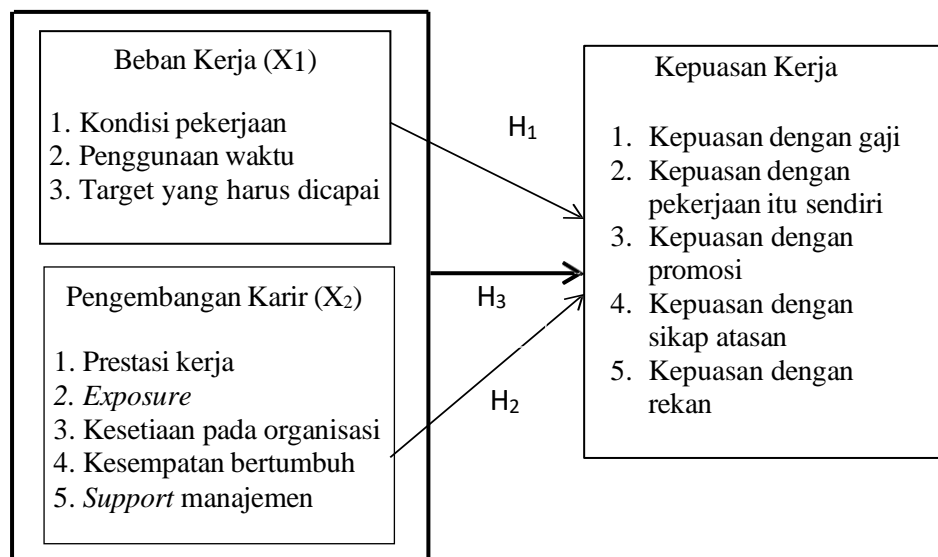 Beban Kerja (X1)
1. Kondisi pekerjaan
2. Penggunaan waktu
3. Target yang harus dicapai
Pengembangan Karir (X₂)
1. Prestasi kerja
2. Exposure
3. Kesetiaan pada organisasi
4. Kesempatan bertumbuh
5. Support manajemen
H₁
H₃
H₂
Kepuasan Kerja
1. Kepuasan dengan gaji
2. Kepuasan dengan
pekerjaan itu sendiri
3. Kepuasan dengan
promosi
4. Kepuasan dengan
sikap atasan
5. Kepuasan dengan
rekan